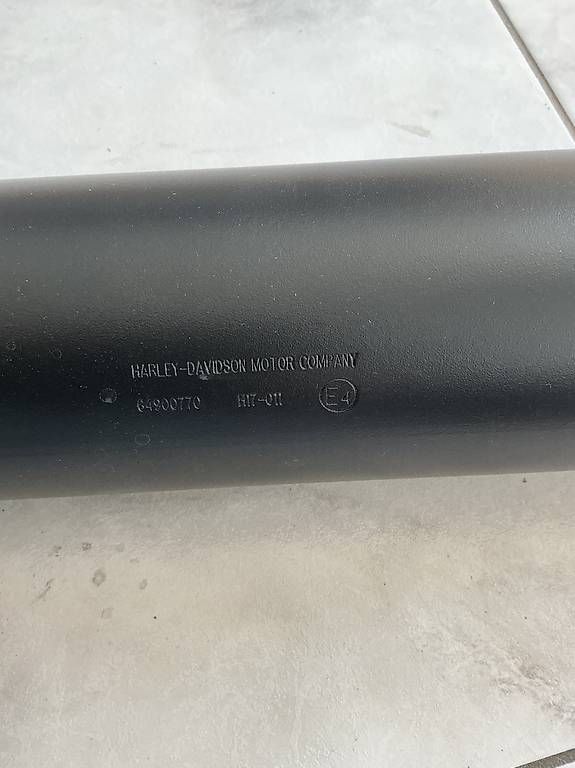 HARLEY-DAVIDSON MOTOR COMPANY
64900770 H17-011 E4